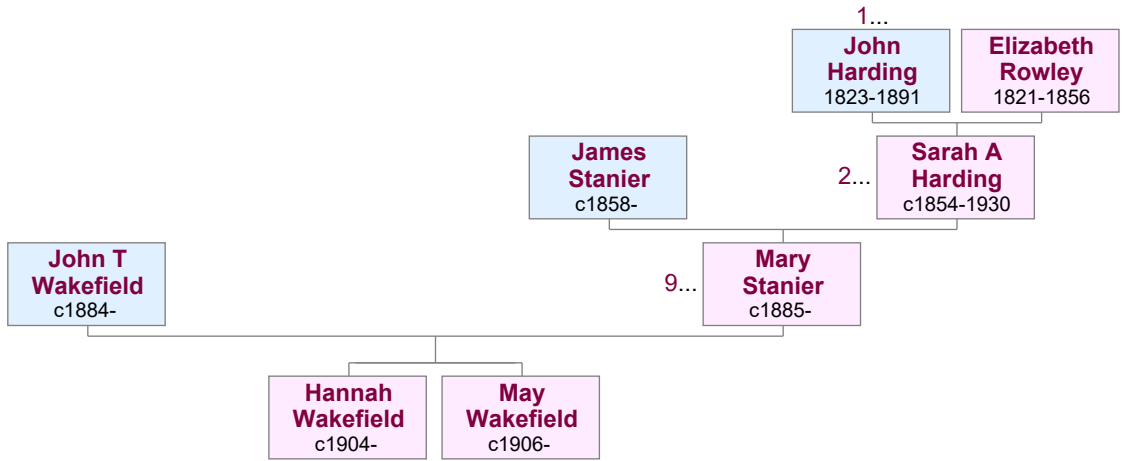 1...
John
Harding
1823-1891
Elizabeth
Rowley
1821-1856
James
Stanier
c1858-
2...
Sarah A
Harding
c1854-1930
John T
Wakefield
c1884-
9...
Mary
Stanier
c1885-
Hannah
Wakefield
c1904-
May
Wakefield
c1906-